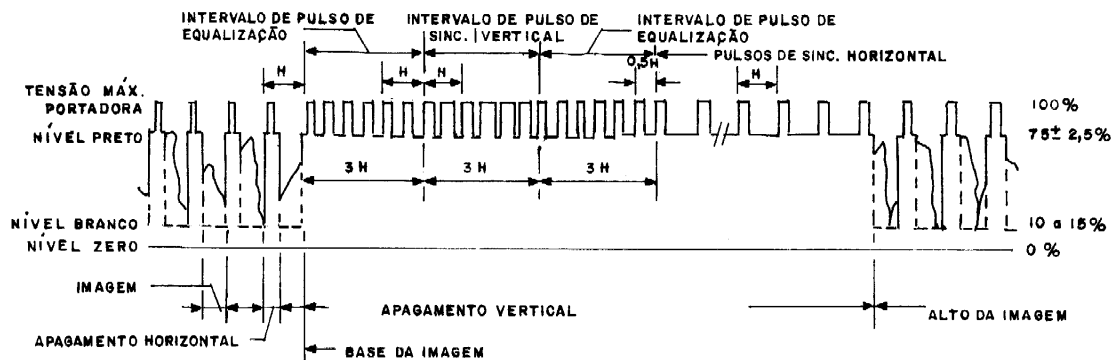 INTERVALO DE PULSO DE
EQUALIZAÇÃO
INTERVALO DE PULSO DE
SINC. VERTICAL
INTERVALO DE PULSO DE
EQUALIZAÇÃO
PULSOS DE SINC. HORIZONTAL
H
H
H
0,5H
H
TENSÃO MÁX.
PORTADORA
100%
NÍVEL PRETO
75± 2,5%
3 H
3 H
3 H
NÍVEL BRANCO
10 a 15%
NÍVEL ZERO
0 %
IMAGEM
APAGAMENTO VERTICAL
ALTO DA IMAGEM
APAGAMENTO HORIZONTAL
BASE DA IMAGEM